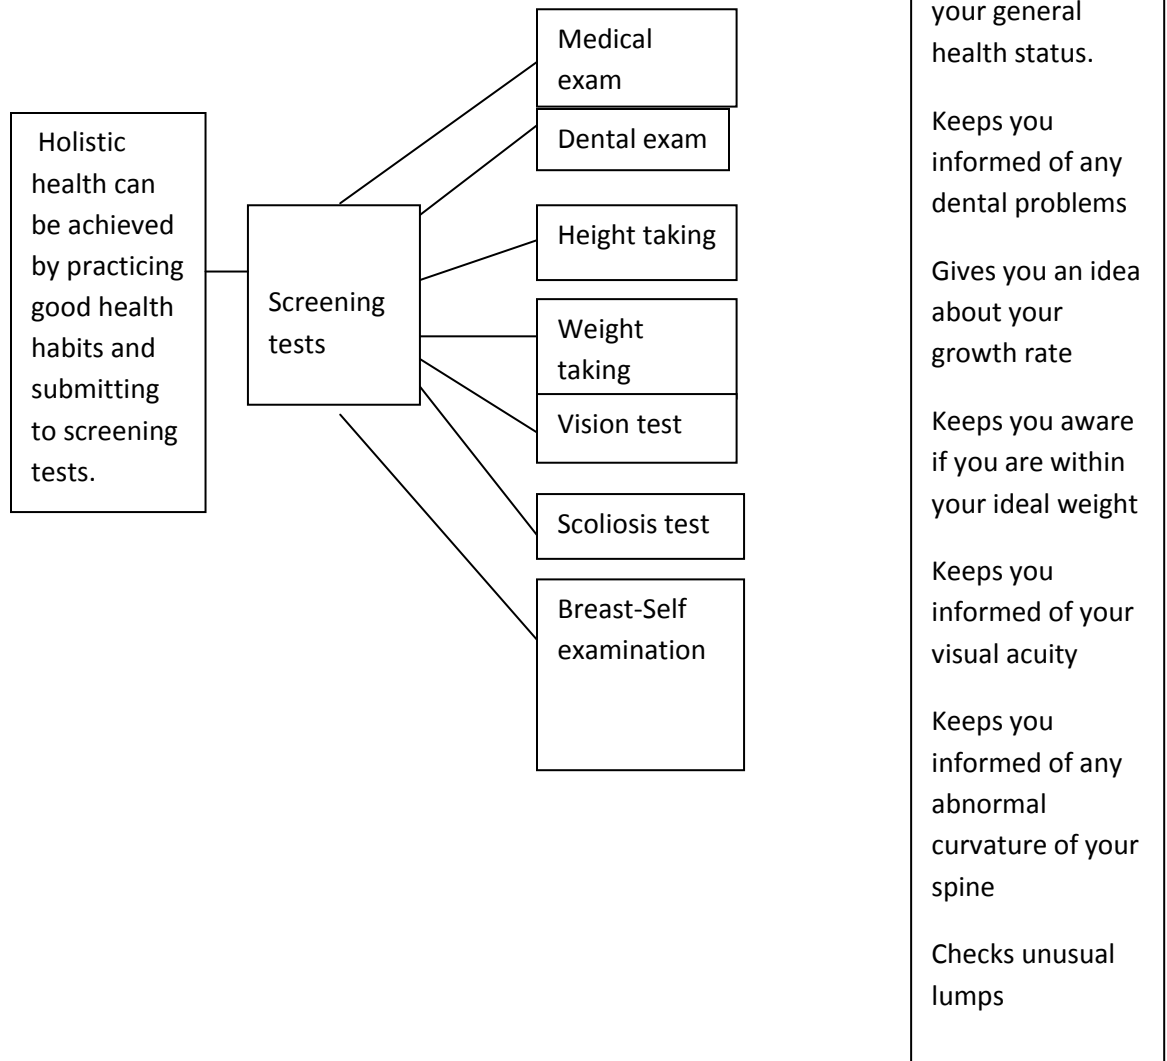 Holistic
health can
be achieved
by practicing
good health
habits and
submitting
to screening
tests.
Screening
tests
Medical
exam
Dental exam
Height taking
Weight
taking
Vision test
Scoliosis test
Breast-Self
examination
your general
health status.
Keeps you
informed of any
dental problems
Gives you an idea
about your
growth rate
Keeps you aware
if you are within
your ideal weight
Keeps you
informed of your
visual acuity
Keeps you
informed of any
abnormal
curvature of your
spine
Checks unusual
lumps